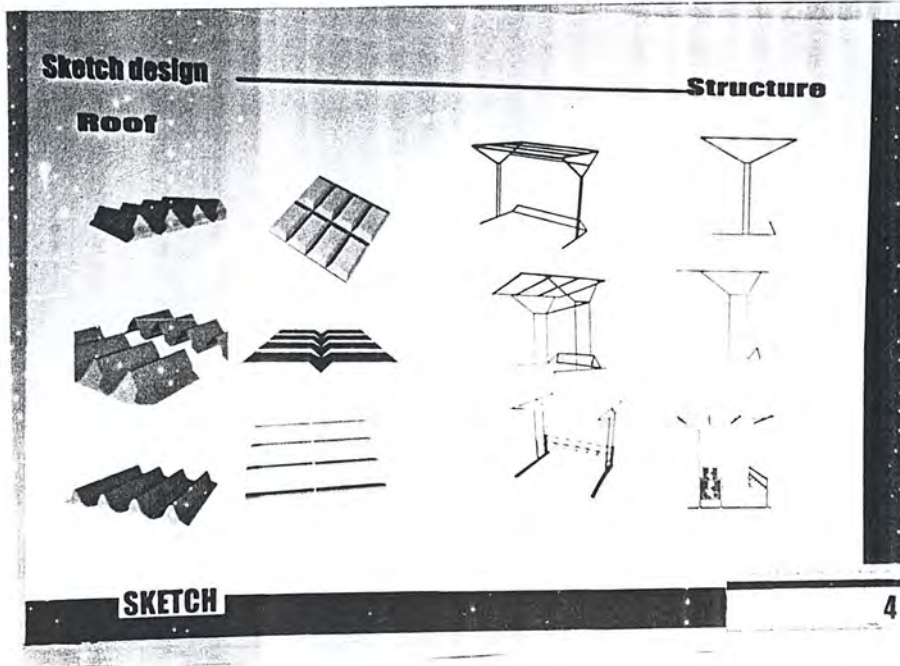 Sketch design
Structure
Roof
SKETCH
4